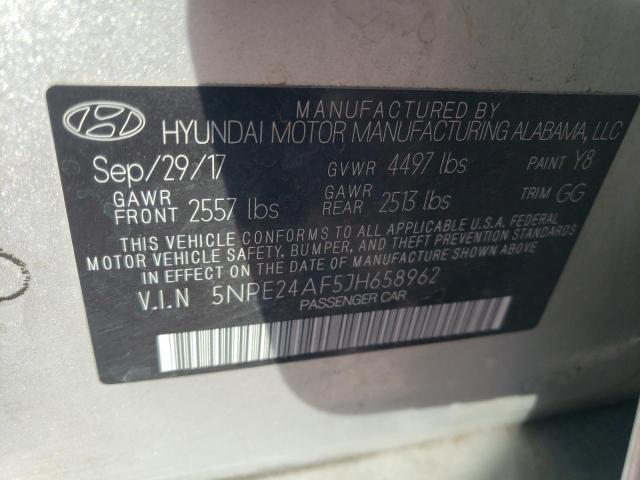 MANUFACTURED BY
HYUNDAI MOTOR MANUFACTURING ALABAMA, LLC
Sep/29/17 GVWR 4497 lbs PAINT Y8
GAWR FRONT 2557 lbs GAWR REAR 2513 lbs TRIM GG
THIS VEHICLE CONFORMS TO ALL APPLICABLE U.S.A. FEDERAL
MOTOR VEHICLE SAFETY, BUMPER, AND THEFT PREVENTION STANDARDS
IN EFFECT ON THE DATE OF MANUFACTURE SHOWN ABOVE
V.I.N 5NPE24AF5JH658962
PASSENGER CAR